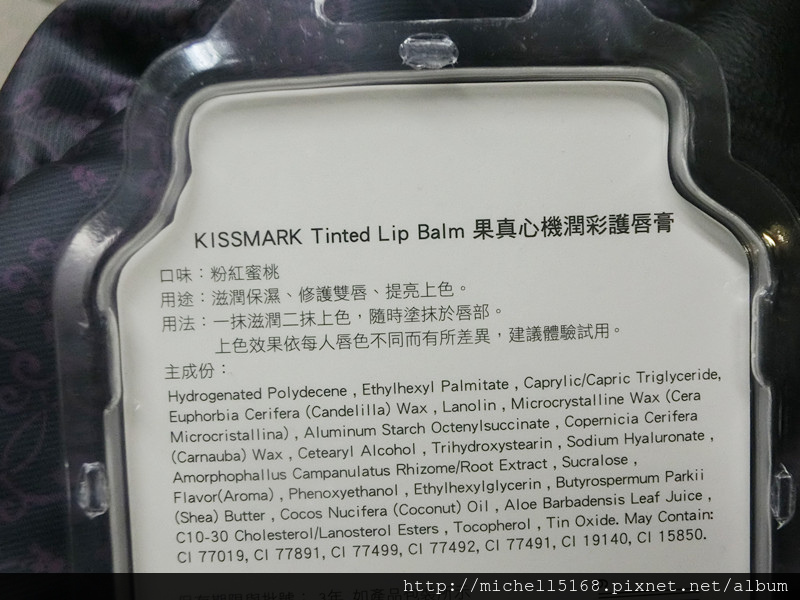 KISSMARK Tinted Lip Balm 果真心機潤彩護唇膏
口味：粉紅蜜桃
用途：滋潤保濕、修護雙唇、提亮上色。
用法：一抹滋潤二抹上色，隨時塗抹於唇部。
上色效果依每人唇色不同而有所差異，建議體驗試用。
主成份：
Hydrogenated Polydecene , Ethylhexyl Palmitate , Caprylic/Capric Triglyceride,
Euphorbia Cerifera (Candelilla) Wax , Lanolin , Microcrystalline Wax (Cera
Microcristallina) , Aluminum Starch Octenylsuccinate , Copernicia Cerifera
(Carnauba) Wax , Cetearyl Alcohol , Trihydroxystearin , Sodium Hyaluronate ,
Amorphophallus Campanulatus Rhizome/Root Extract , Sucralose ,
Flavor(Aroma) , Phenoxyethanol , Ethylhexylglycerin , Butyrospermum Parkii
(Shea) Butter , Cocos Nucifera (Coconut) Oil , Aloe Barbadensis Leaf Juice ,
C10-30 Cholesterol/Lanosterol Esters , Tocopherol , Tin Oxide. May Contain:
CI 77019, CI 77891, CI 77499, CI 77492, CI 77491, CI 19140, CI 15850.
http://michell5168.pixnet.net/album